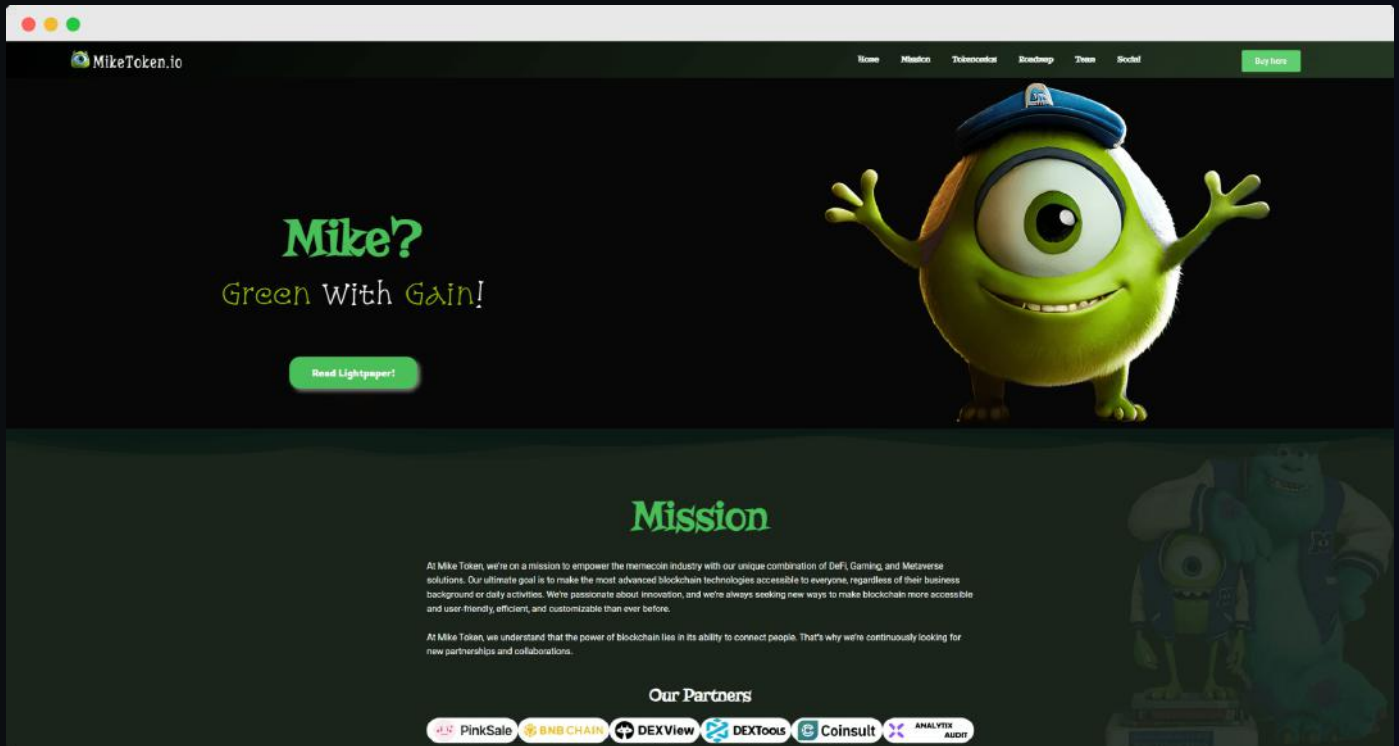 MikeToken.io
Home Mission Tokenomics Roadmap Team Social
Buy here
Mike?
Green With Gain!
Read Lightpaper!
Mission
At Mike Token, we're on a mission to empower the memecoin industry with our unique combination of DeFi, Gaming, and Metaverse
solutions. Our ultimate goal is to make the most advanced blockchain technologies accessible to everyone, regardless of their business
background or daily activities. We're passionate about innovation, and we're always seeking new ways to make blockchain more accessible
and user-friendly, efficient, and customizable than ever before.
At Mike Token, we understand that the power of blockchain lies in its ability to connect people. That's why we're continuously looking for
new partnerships and collaborations.
Our Partners
PinkSale BNB CHAIN DEXView DEXTools Coinsult ANALYTIX
AUDIT